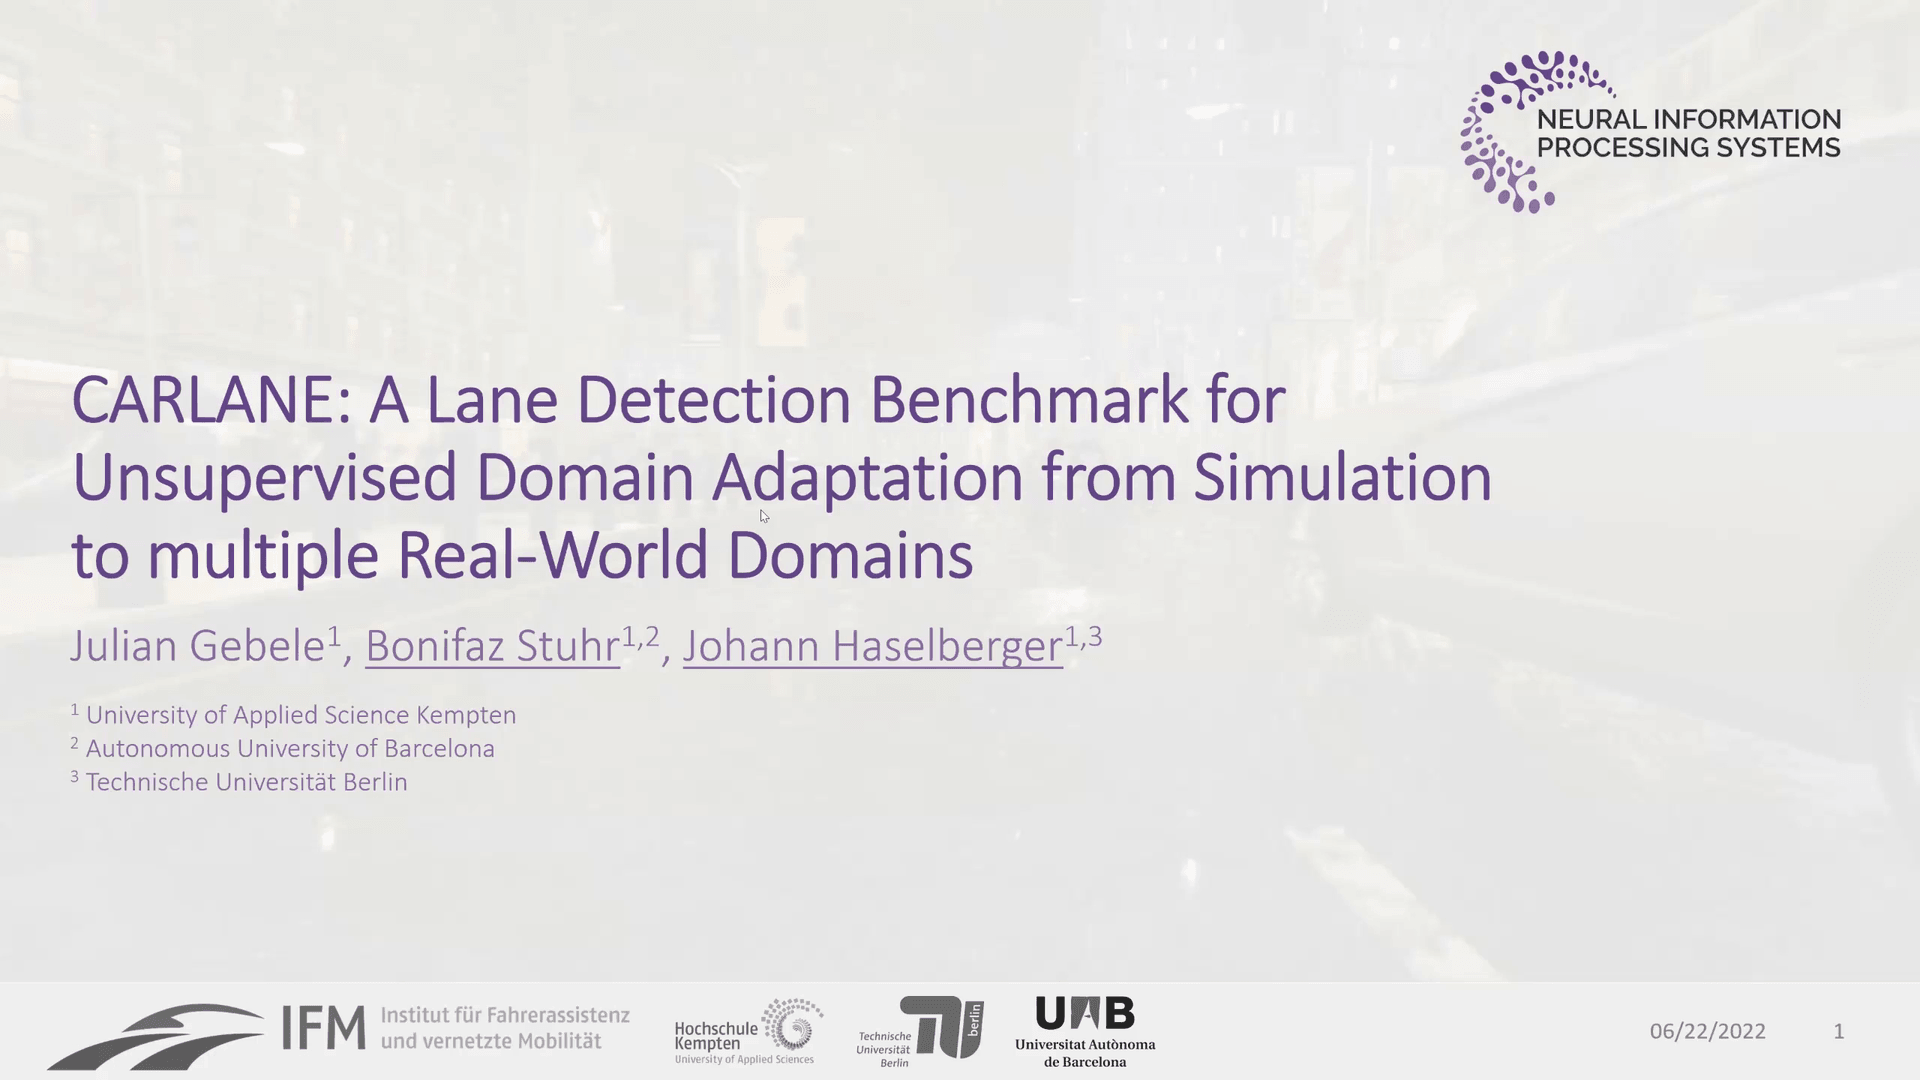 NEURAL INFORMATION
PROCESSING SYSTEMS
CARLANE: A Lane Detection Benchmark for
Unsupervised Domain Adaptation from Simulation
to multiple Real-World Domains
Julian Gebele¹, Bonifaz Stuhr¹,², Johann Haselberger¹,³
¹ University of Applied Science Kempten
² Autonomous University of Barcelona
³ Technische Universität Berlin
IFM
Institut für Fahrerassistenz
und vernetzte Mobilität
Hochschule
Kempten
University of Applied Sciences
Technische
Universität
Berlin
berlin
UAB
Universitat Autònoma
de Barcelona
06/22/2022
1